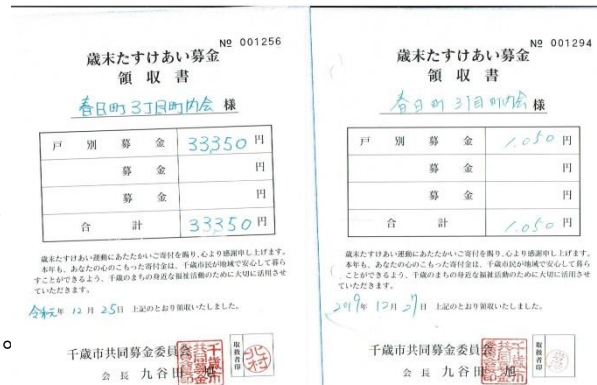 № 001256
歳末たすけあい募金
領収書
春日町3丁目町内会 様
戸別募金 33350 円
募金 円
募金 円
合計 33350 円
歳末たすけあい運動にあたたかいご寄付を賜り、心より感謝申し上げます。
本年も、あなたの心のこもった寄付金は、千歳市民が地域で安心して暮ら
すことができるよう、千歳のまちの身近な福祉活動のために大切に活用させ
ていただきます。
令和元年 12月 25日 上記のとおり領収いたしました。
千歳市共同募金委員会
会長 九谷田 旭
取扱者印
北村
№ 001294
歳末たすけあい募金
領収書
春日町3丁目町内会 様
戸別募金 1.050 円
募金 円
募金 円
合計 1.050 円
歳末たすけあい運動にあたたかいご寄付を賜り、心より感謝申し上げます。
本年も、あなたの心のこもった寄付金は、千歳市民が地域で安心して暮ら
ことができるよう、千歳のまちの身近な福祉活動のために大切に活用させ
ていただきます。
2019年 12月 27日 上記のとおり領収いたしました。
千歳市共同募金委員会
会長 九谷田 旭
取扱者印